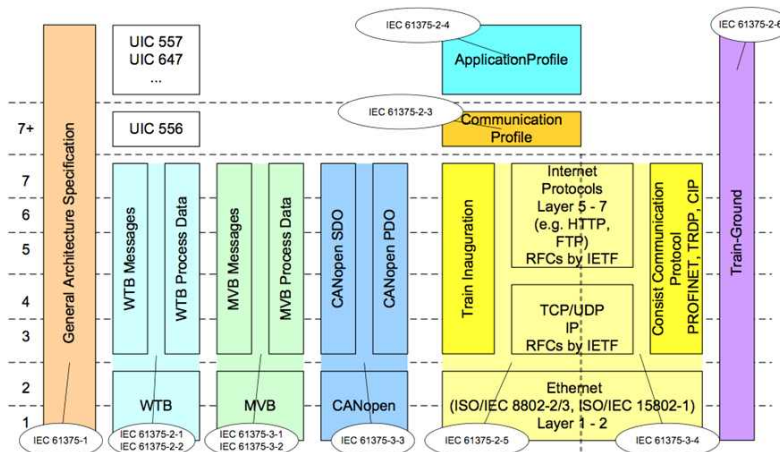 IEC 61375-2-4
IEC 61375-2-6
UIC 557
UIC 647
...
ApplicationProfile
IEC 61375-2-3
7+
UIC 556
Communication
Profile
General Architecture Specification
7
6
5
4
3
2
1
WTB Messages
WTB Process Data
MVB Messages
MVB Process Data
CANopen SDO
CANopen PDO
Train Inauguration
Internet
Protocols
Layer 5 - 7
(e.g. HTTP,
FTP)
RFCs by IETF
TCP/UDP
IP
RFCs by IETF
Consist Communication
Protocol
PROFINET, TRDP, CIP
Train-Ground
WTB
MVB
CANopen
Ethernet
(ISO/IEC 8802-2/3, ISO/IEC 15802-1)
Layer 1 - 2
IEC 61375-1
IEC 61375-2-1
IEC 61375-2-2
IEC 61375-3-1
IEC 61375-3-2
IEC 61375-3-3
IEC 61375-2-5
IEC 61375-3-4